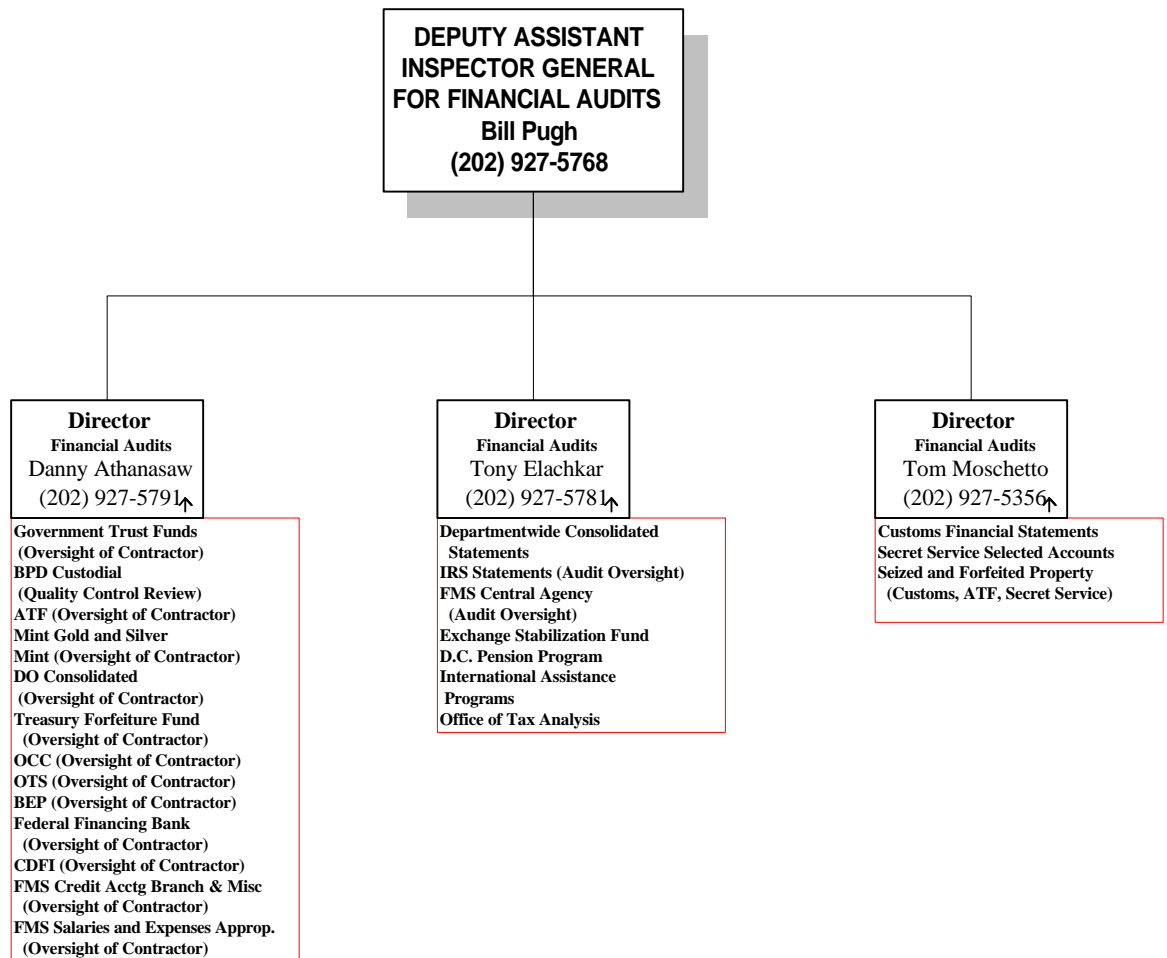 DEPUTY ASSISTANT
INSPECTOR GENERAL
FOR FINANCIAL AUDITS
Bill Pugh
(202) 927-5768
Director
Financial Audits
Danny Athanasaw
(202) 927-5791
Government Trust Funds
(Oversight of Contractor)
BPD Custodial
(Quality Control Review)
ATF (Oversight of Contractor)
Mint Gold and Silver
Mint (Oversight of Contractor)
DO Consolidated
(Oversight of Contractor)
Treasury Forfeiture Fund
(Oversight of Contractor)
OCC (Oversight of Contractor)
OTS (Oversight of Contractor)
BEP (Oversight of Contractor)
Federal Financing Bank
(Oversight of Contractor)
CDFI (Oversight of Contractor)
FMS Credit Acctg Branch & Misc
(Oversight of Contractor)
FMS Salaries and Expenses Approp.
(Oversight of Contractor)
Director
Financial Audits
Tony Elachkar
(202) 927-5781
Departmentwide Consolidated
Statements
IRS Statements (Audit Oversight)
FMS Central Agency
(Audit Oversight)
Exchange Stabilization Fund
D.C. Pension Program
International Assistance
Programs
Office of Tax Analysis
Director
Financial Audits
Tom Moschetto
(202) 927-5356
Customs Financial Statements
Secret Service Selected Accounts
Seized and Forfeited Property
(Customs, ATF, Secret Service)